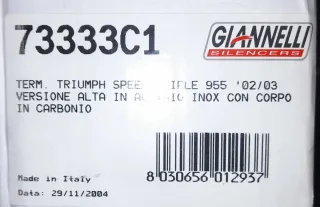 73333C1
GIANNELLI
SILENCERS
TERM. TRIUMPH 955 '02/03
VERSIONE ALTA IN INOX CON CORPO
IN CARBONIO
Made in Italy
Data: 29/11/2004
8 030656 012937